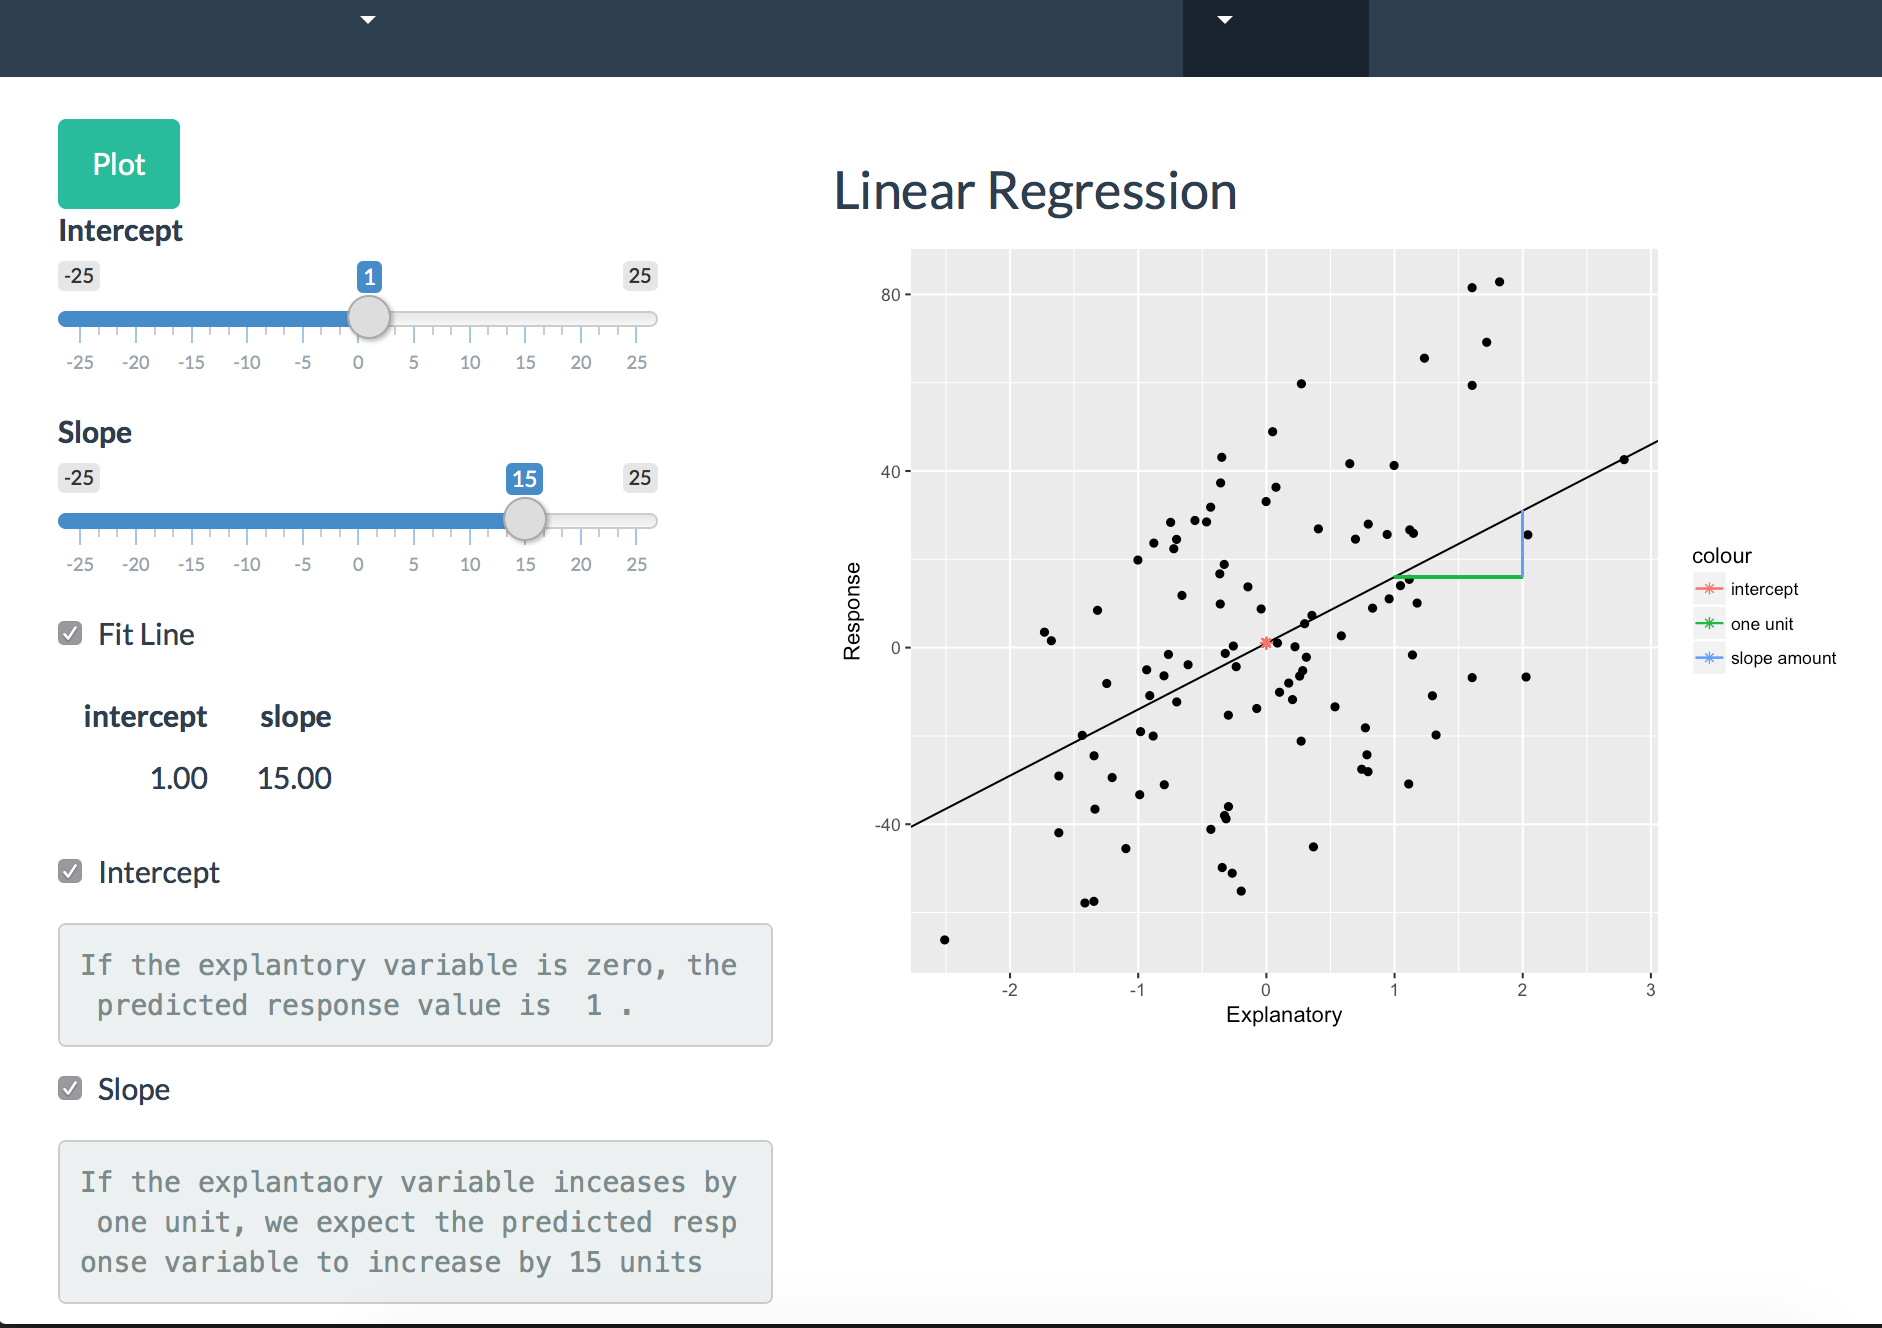 Plot
Intercept
-25 1 25
-25 -20 -15 -10 -5 0 5 10 15 20 25
Slope
-25 15 25
-25 -20 -15 -10 -5 0 5 10 15 20 25
Fit Line
intercept slope
1.00 15.00
Intercept
If the explantory variable is zero, the
predicted response value is 1 .
Slope
If the explantaory variable inceases by
one unit, we expect the predicted resp
onse variable to increase by 15 units
Linear Regression
80
40
0
-40
Response
-2 -1 0 1 2 3
Explanatory
colour
intercept
one unit
slope amount